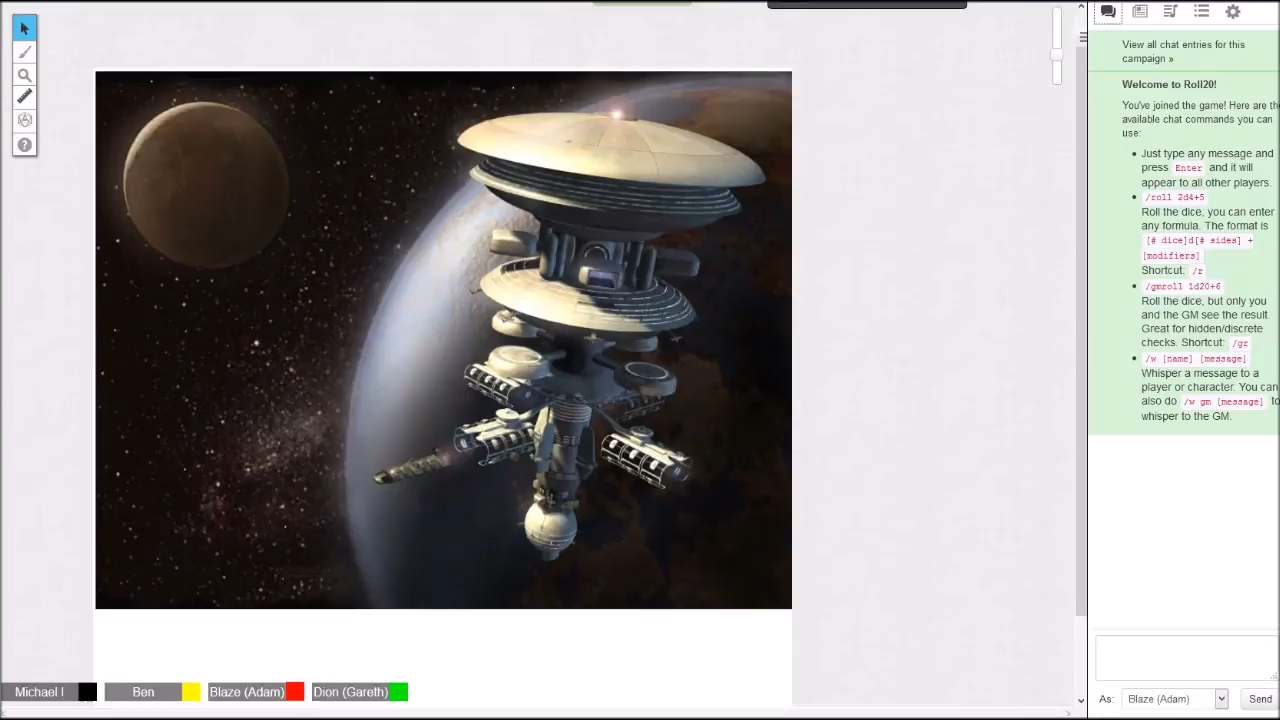 View all chat entries for this
campaign »
Welcome to Roll20!
You've joined the game! Here are the
available chat commands you can
use:
Just type any message and
press Enter and it will
appear to all other players.
/roll 2d4+5
Roll the dice, you can enter
any formula. The format is
[# dice]d[# sides] +
[modifiers]
Shortcut: /r
/gmroll 1d20+6
Roll the dice, but only you
and the GM see the result.
Great for hidden/discrete
checks. Shortcut: /gr
/w [name] [message]
Whisper a message to a
player or character. You can
also do /w gm [message] to
whisper to the GM.
Michael I
Ben
Blaze (Adam)
Dion (Gareth)
As: Blaze (Adam) Send